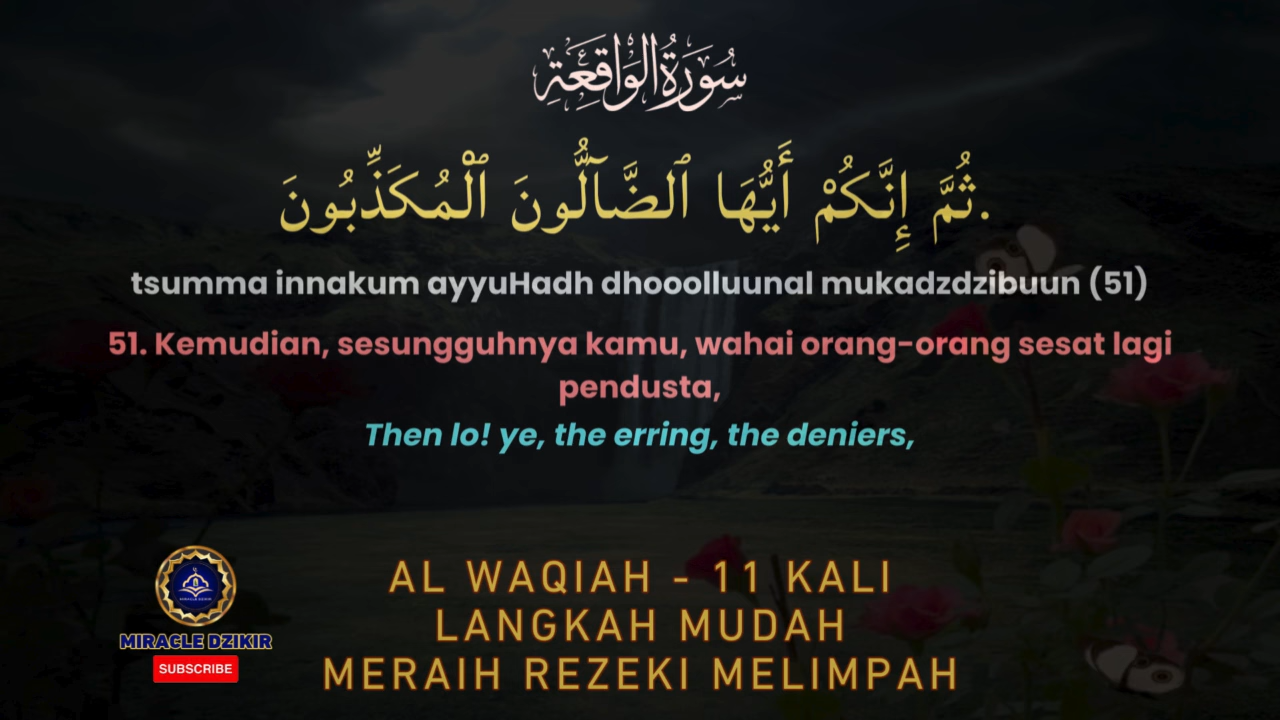 سُورَةُ الوَاقِعَةِ
ثُمَّ إِنَّكُمْ أَيُّهَا ٱلضَّآلُّونَ ٱلْمُكَذِّبُونَ.
tsumma innakum ayyuHadh dhooolluunal mukadzdzibuun (51)
51. Kemudian, sesungguhnya kamu, wahai orang-orang sesat lagi
pendusta,
Then lo! ye, the erring, the deniers,
AL WAQIAH - 11 KALI
LANGKAH MUDAH
MERAIH REZEKI MELIMPAH
MIRACLE DZIKIR
MIRACLE DZIKIR
SUBSCRIBE